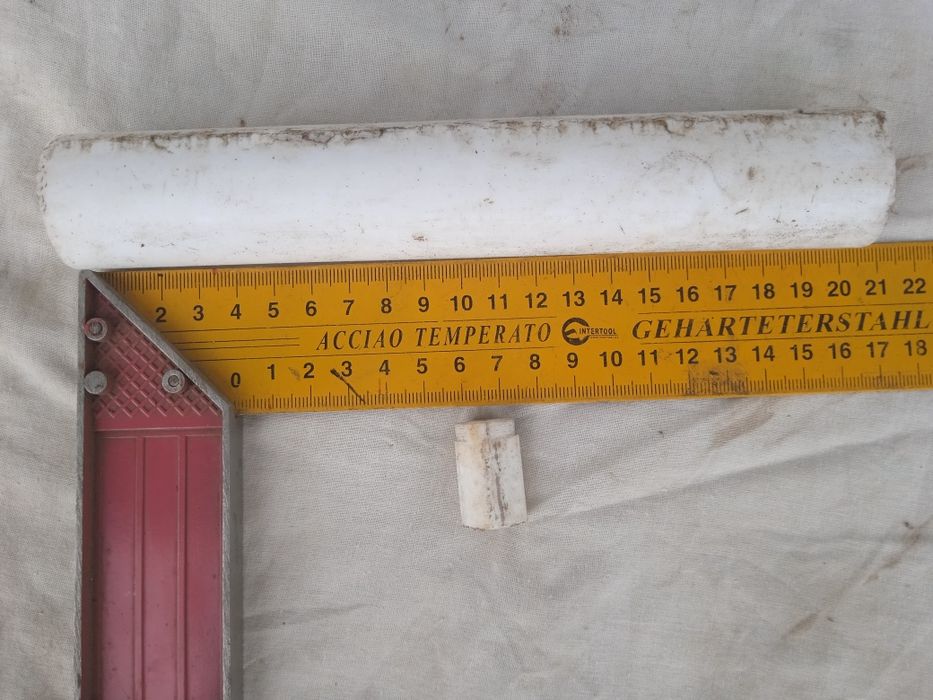 2 3 4 5 6 7 8 9 10 11 12 13 14 15 16 17 18 19 20 21 22
ACCIAO TEMPERATO INTERTOOL GEHÄRTETERSTAHL
0 1 2 3 4 5 6 7 8 9 10 11 12 13 14 15 16 17 18